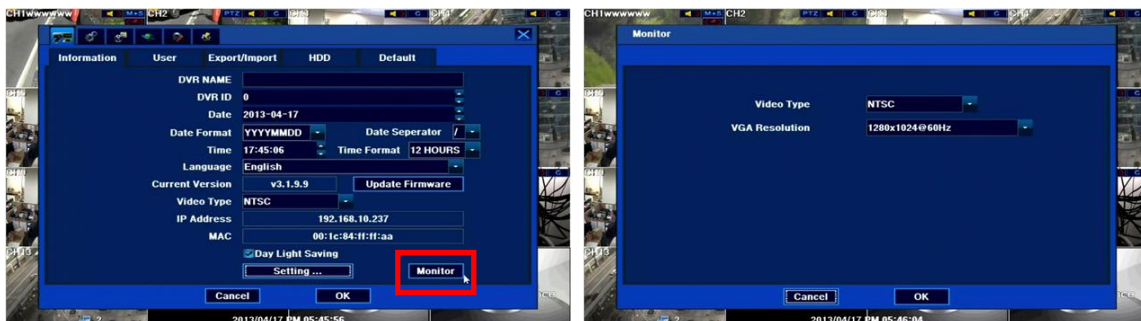 CH1wwwwww M+S CH2 PTZ G G
Information User Export/Import HDD Default
DVR NAME
DVR ID 0
Date 2013-04-17
Date Format YYYYMMDD Date Seperator /
Time 17:45:06 Time Format 12 HOURS
Language English
Current Version v3.1.9.9 Update Firmware
Video Type NTSC
IP Address 192.168.10.237
MAC 00:1c:84:ff:ff:aa
Day Light Saving
Setting ... Monitor
Cancel OK
2013/04/17 PM 05:45:56
CH1wwwwww M+S CH2 PTZ G G
Monitor
Video Type NTSC
VGA Resolution 1280x1024@60Hz
Cancel OK
2013/04/17 PM 05:46:04